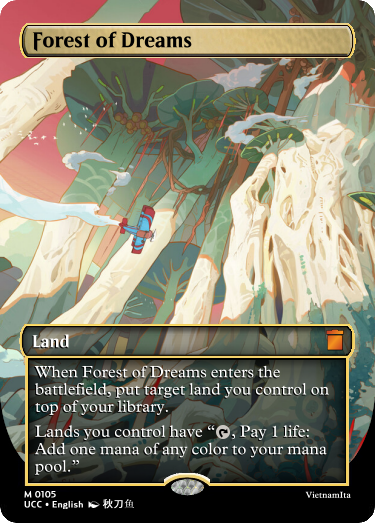 Forest of Dreams
Land
When Forest of Dreams enters the
battlefield, put target land you control on
top of your library.
Lands you control have “, Pay 1 life:
Add one mana of any color to your mana
pool.”
M 0105
UCC • English 秋刀魚
VietnamIta